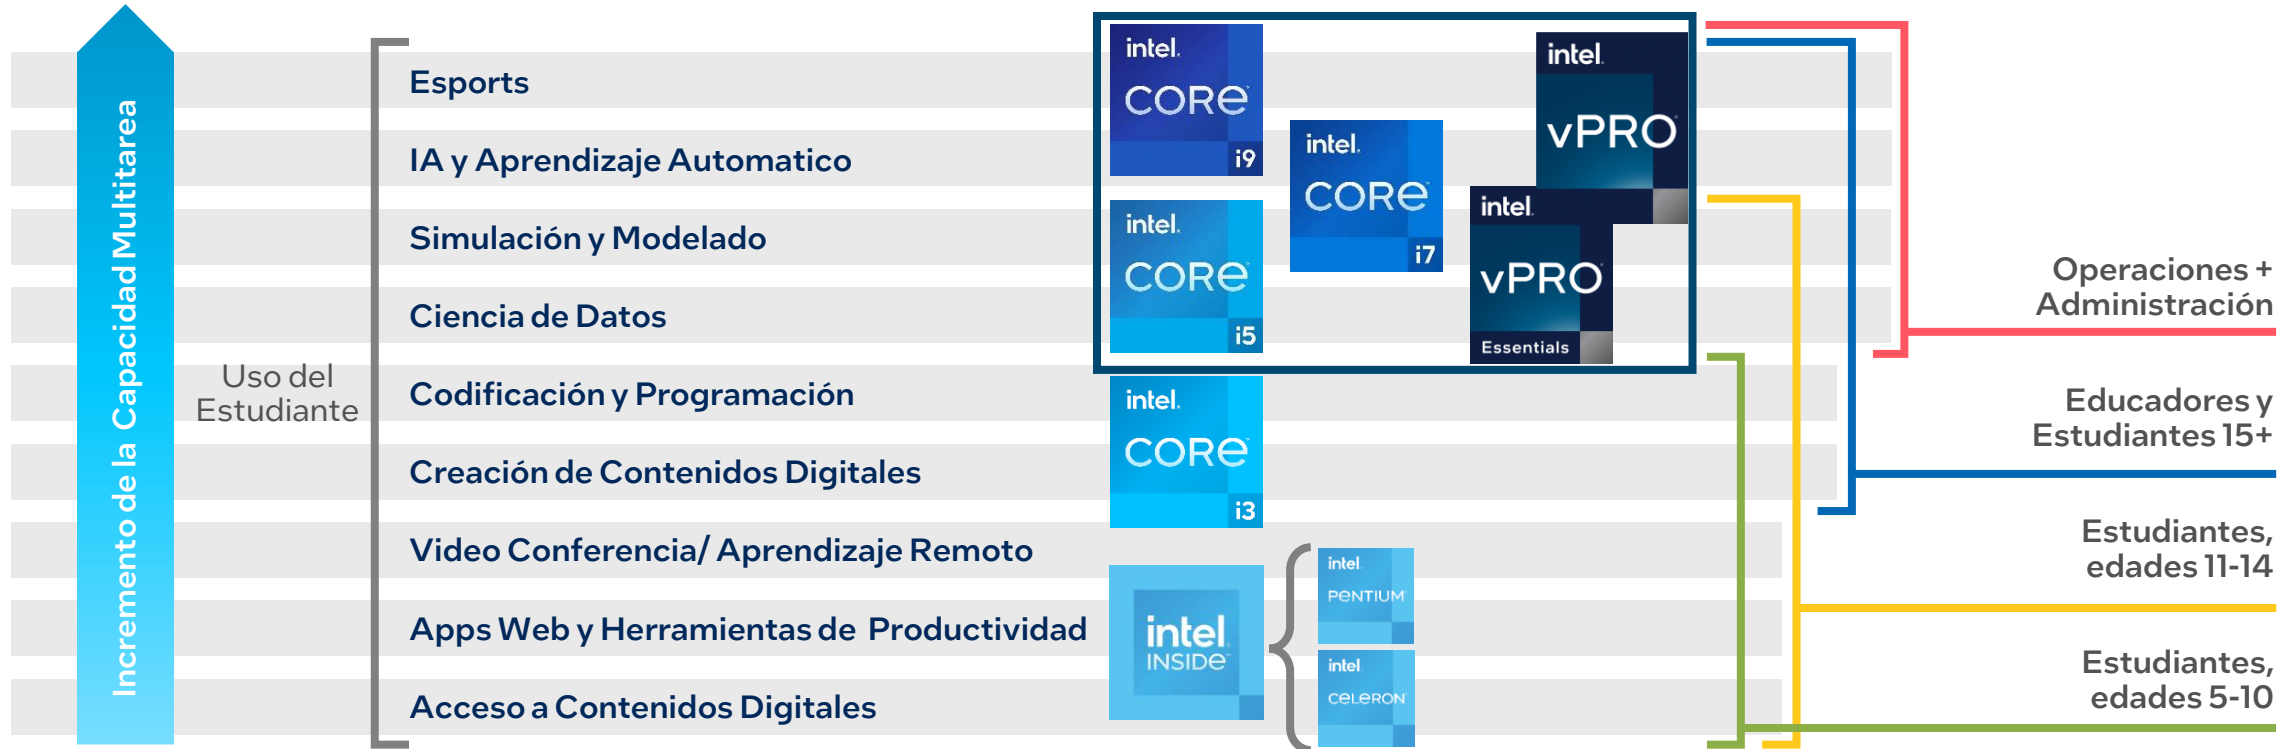 Incremento de la Capacidad Multitarea
Uso del
Estudiante
Esports
IA y Aprendizaje Automatico
Simulación y Modelado
Ciencia de Datos
Codificación y Programación
Creación de Contenidos Digitales
Video Conferencia/ Aprendizaje Remoto
Apps Web y Herramientas de Productividad
Acceso a Contenidos Digitales
intel.
CORE
i9
intel.
CORE
i7
intel.
CORE
i5
intel.
vPRO
intel.
vPRO
Essentials
intel.
CORE
i3
intel
INSIDE™
intel.
PENTIUM
intel.
CELERON
Operaciones +
Administración
Educadores y
Estudiantes 15+
Estudiantes,
edades 11-14
Estudiantes,
edades 5-10